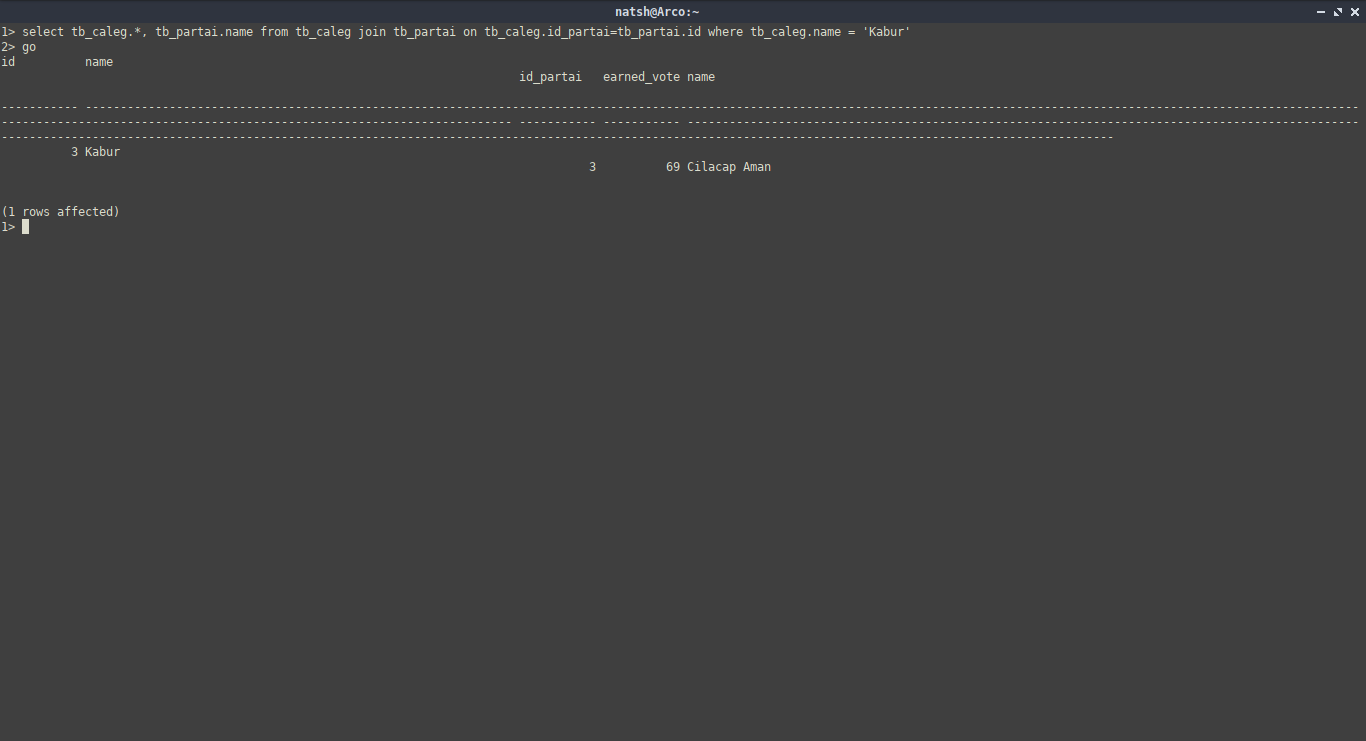 natsh@Arco:~
1> select tb_caleg.*, tb_partai.name from tb_caleg join tb_partai on tb_caleg.id_partai=tb_partai.id where tb_caleg.name = 'Kabur'
2> go
id          name
id_partai   earned_vote name
----------- --------------------------------------------------------------------------------------------------------------------------------------------------------------------------------------
------------------------------------------------------------------------- ----------- ----------- ------------------------------------------------------------------------------------------------
---------------------------------------------------------------------------------------------------------------------------------------------------------------
3 Kabur
3          69 Cilacap Aman
(1 rows affected)
1>